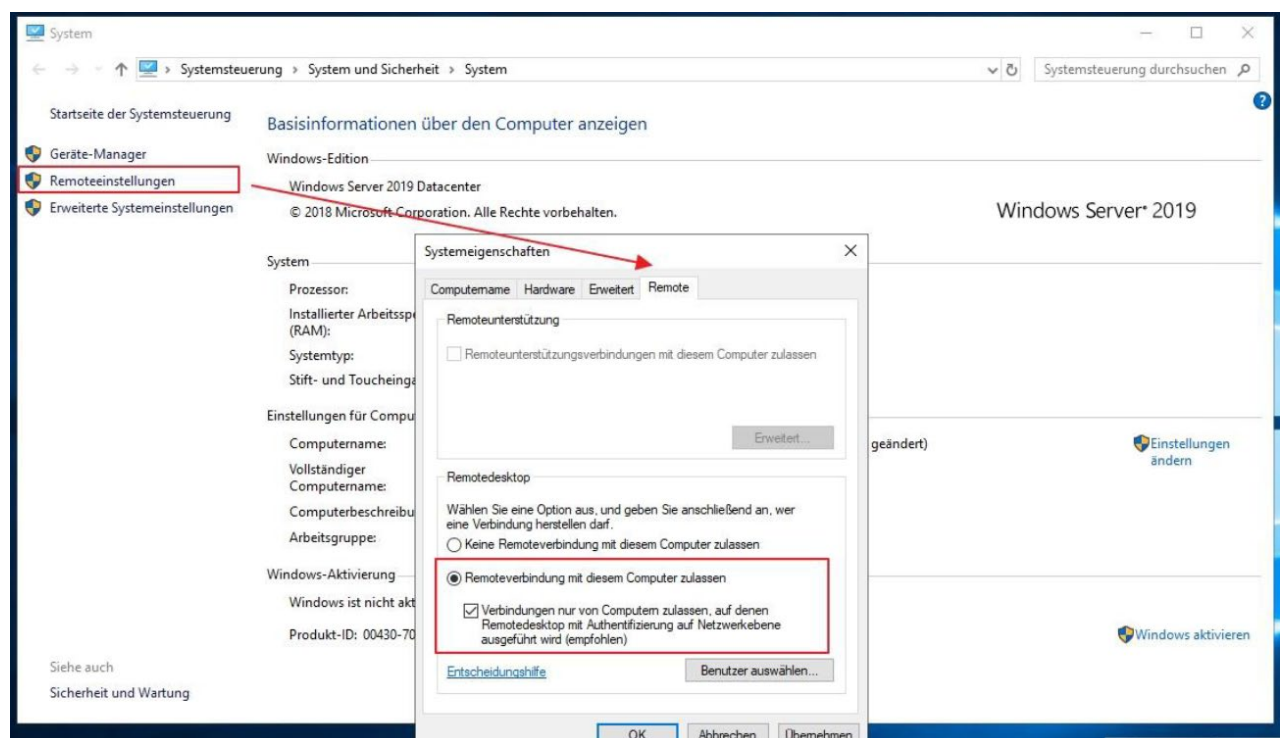 System
Systemsteuerung › System und Sicherheit › System
Systemsteuerung durchsuchen
Startseite der Systemsteuerung
Geräte-Manager
Remoteeinstellungen
Erweiterte Systemeinstellungen
Siehe auch
Sicherheit und Wartung
Basisinformationen über den Computer anzeigen
Windows-Edition
Windows Server 2019 Datacenter
© 2018 Microsoft Corporation. Alle Rechte vorbehalten.
Windows Server® 2019
System
Prozessor:
Installierter Arbeitsspe
(RAM):
Systemtyp:
Stift- und Toucheinga
Einstellungen für Compu
Computername:
geändert)
Einstellungen
ändern
Vollständiger
Computername:
Computerbeschreibu
Arbeitsgruppe:
Windows-Aktivierung
Windows ist nicht akt
Produkt-ID: 00430-70
Windows aktivieren
Systemeigenschaften
Computername Hardware Erweitert Remote
Remoteunterstützung
Remoteunterstützungsverbindungen mit diesem Computer zulassen
Erweitert...
Remotedesktop
Wählen Sie eine Option aus, und geben Sie anschließend an, wer
eine Verbindung herstellen darf.
Keine Remoteverbindung mit diesem Computer zulassen
Remoteverbindung mit diesem Computer zulassen
Verbindungen nur von Computern zulassen, auf denen
Remotedesktop mit Authentifizierung auf Netzwerkebene
ausgeführt wird (empfohlen)
Entscheidungshilfe
Benutzer auswählen...
OK Abbrechen Übernehmen